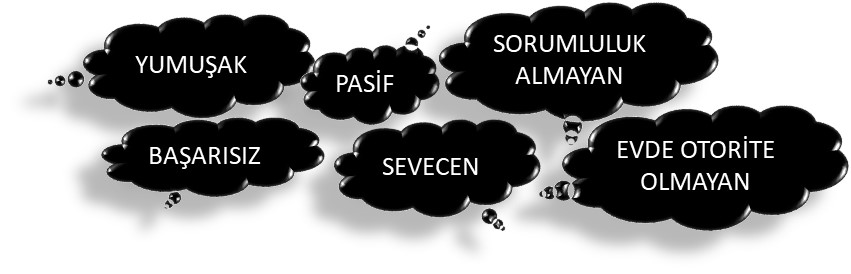 YUMUŞAK
PASİF
SORUMLULUK
ALMAYAN
BAŞARISIZ
SEVECEN
EVDE OTORİTE
OLMAYAN